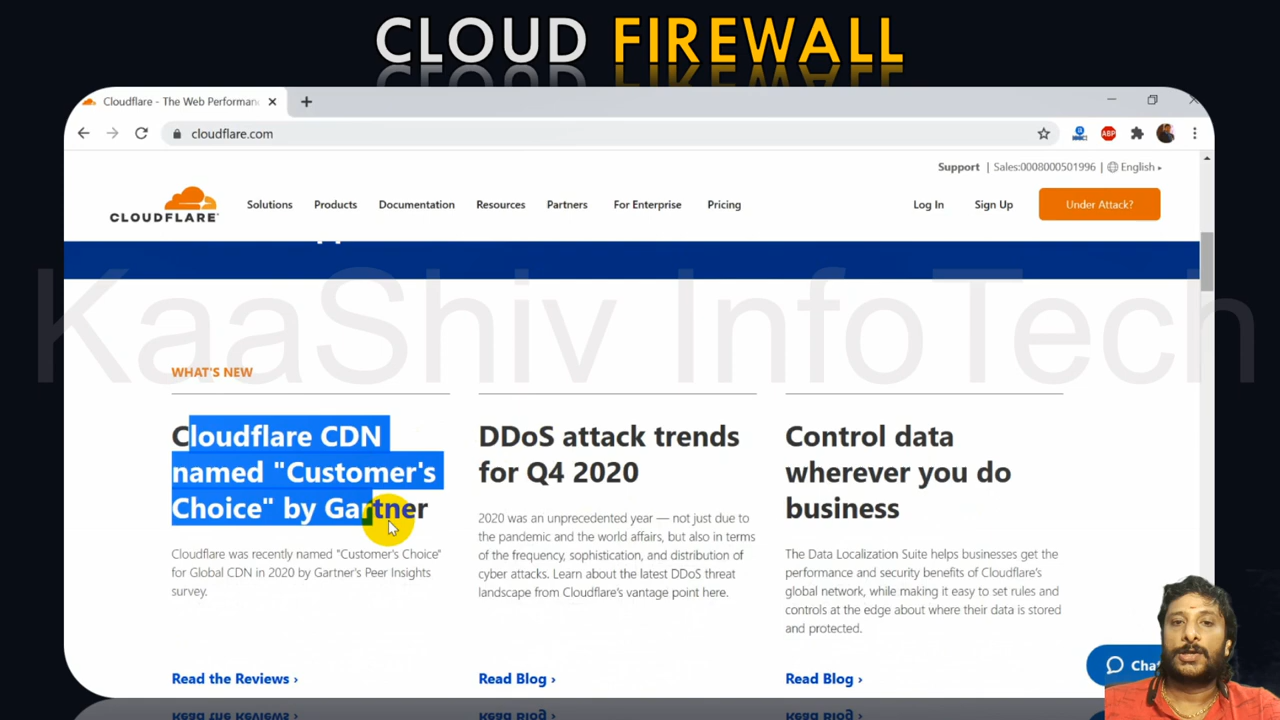 CLOUD FIREWALL
Cloudflare - The Web Performan
cloudflare.com
ABP
Support | Sales:0008000501996 | English
CLOUDFLARE
Solutions Products Documentation Resources Partners For Enterprise Pricing Log In Sign Up Under Attack?
KaaShiv InfoTech
WHAT'S NEW
Cloudflare CDN
named "Customer's
Choice" by Gartner
Cloudflare was recently named "Customer's Choice"
for Global CDN in 2020 by Gartner's Peer Insights
survey.
Read the Reviews ›
DDoS attack trends
for Q4 2020
2020 was an unprecedented year — not just due to
the pandemic and the world affairs, but also in terms
of the frequency, sophistication, and distribution of
cyber attacks. Learn about the latest DDoS threat
landscape from Cloudflare's vantage point here.
Read Blog ›
Control data
wherever you do
business
The Data Localization Suite helps businesses get the
performance and security benefits of Cloudflare's
global network, while making it easy to set rules and
controls at the edge about where their data is stored
and protected.
Read Blog ›
Cha